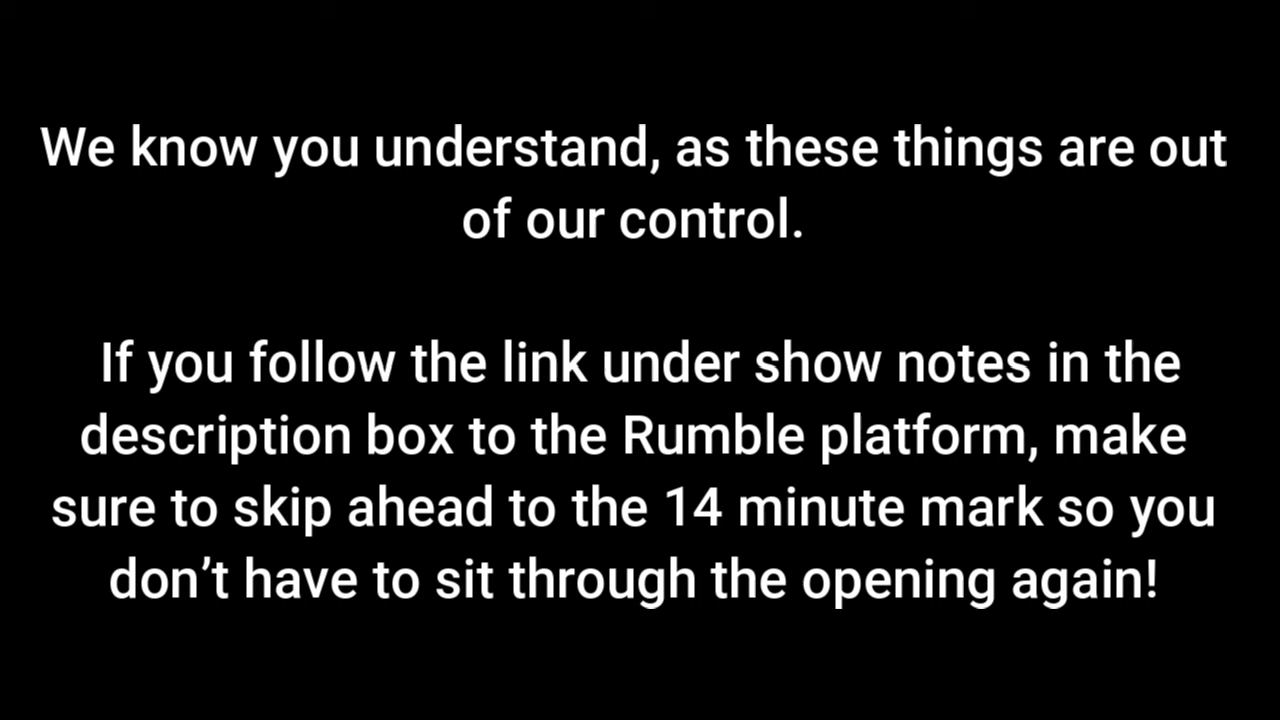 We know you understand, as these things are out
of our control.
If you follow the link under show notes in the
description box to the Rumble platform, make
sure to skip ahead to the 14 minute mark so you
don’t have to sit through the opening again!